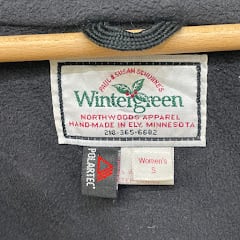 PAUL & SUSAN SCHURKE'S
Wintergreen
NORTHWOODS APPAREL
HAND-MADE IN ELY, MINNESOTA
218-365-6602
POLARTEC
Women's
S